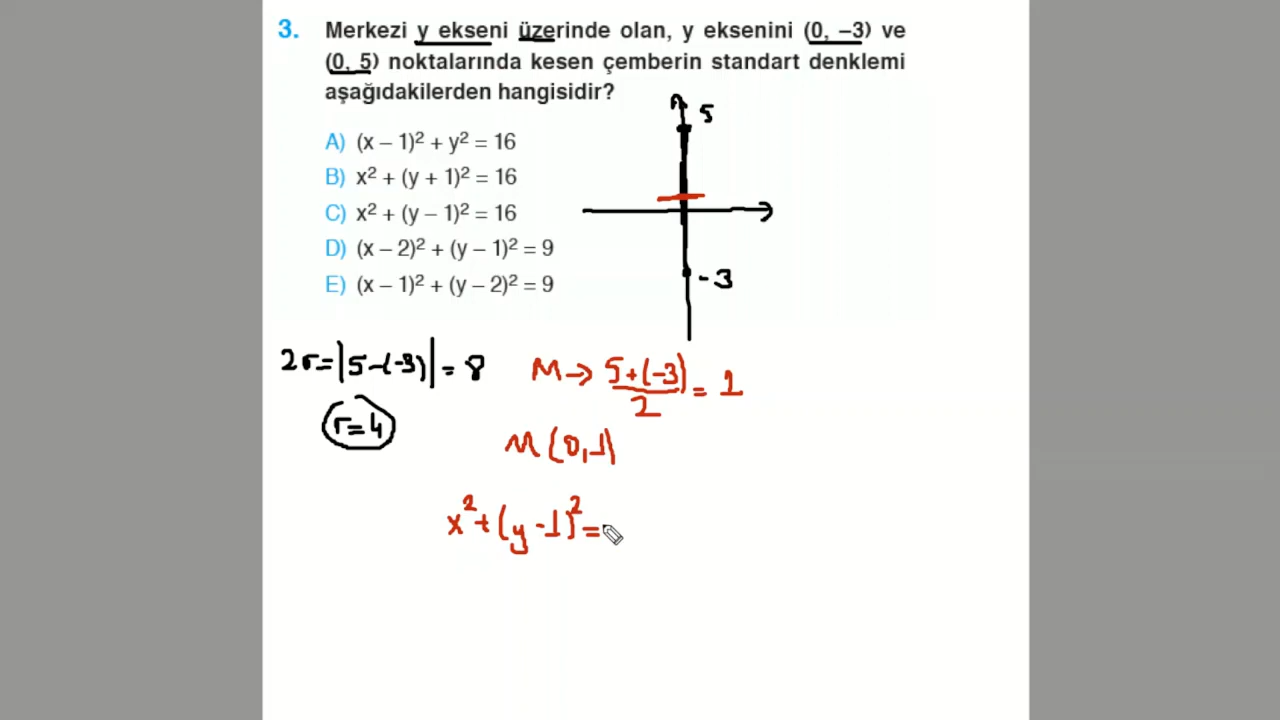 3. Merkezi y ekseni üzerinde olan, y eksenini (0, –3) ve
(0, 5) noktalarında kesen çemberin standart denklemi
aşağıdakilerden hangisidir?
A) (x – 1)² + y² = 16
B) x² + (y + 1)² = 16
C) x² + (y – 1)² = 16
D) (x – 2)² + (y – 1)² = 9
E) (x – 1)² + (y – 2)² = 9
5
-3
2r=|5-(-3)|=8
r=4
M→ 5+(-3)/2 = 1
M(0,1)
x²+(y-1)²=